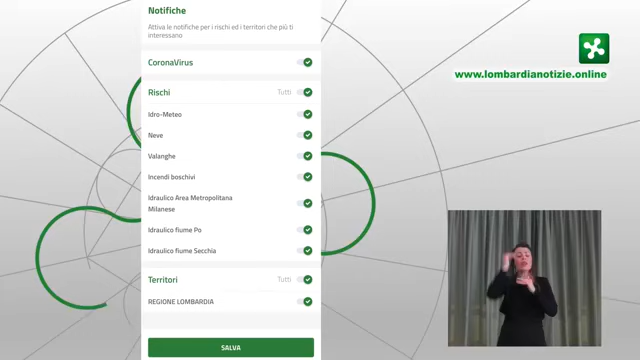 Notifiche
Attiva le notifiche per i rischi ed i territori che più ti
interessano
CoronaVirus
Rischi
Tutti
Idro-Meteo
Neve
Valanghe
Incendi boschivi
Idraulico Area Metropolitana
Milanese
Idraulico fiume Po
Idraulico fiume Secchia
Territori
Tutti
REGIONE LOMBARDIA
SALVA
www.lombardianotizie.online